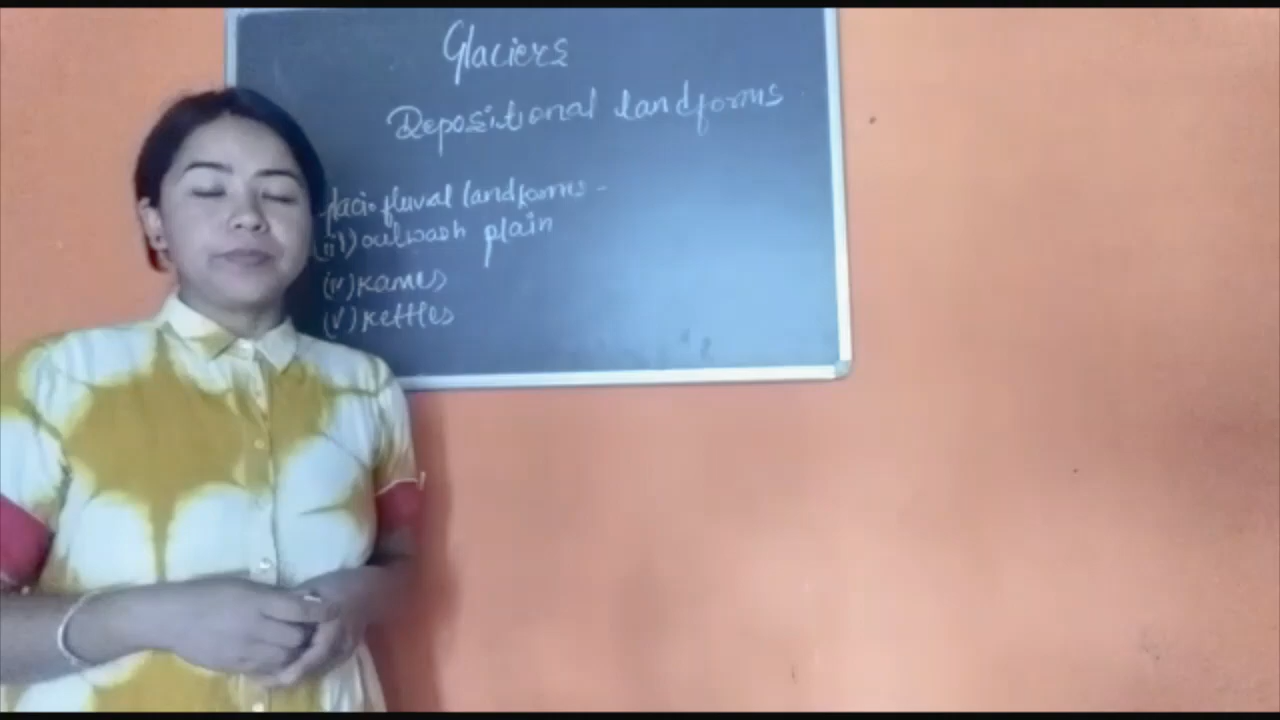 Glaciers
Depositional landforms
glacio fluval landforms -
(iii) outwash plain
(iv) Kames
(v) Kettles